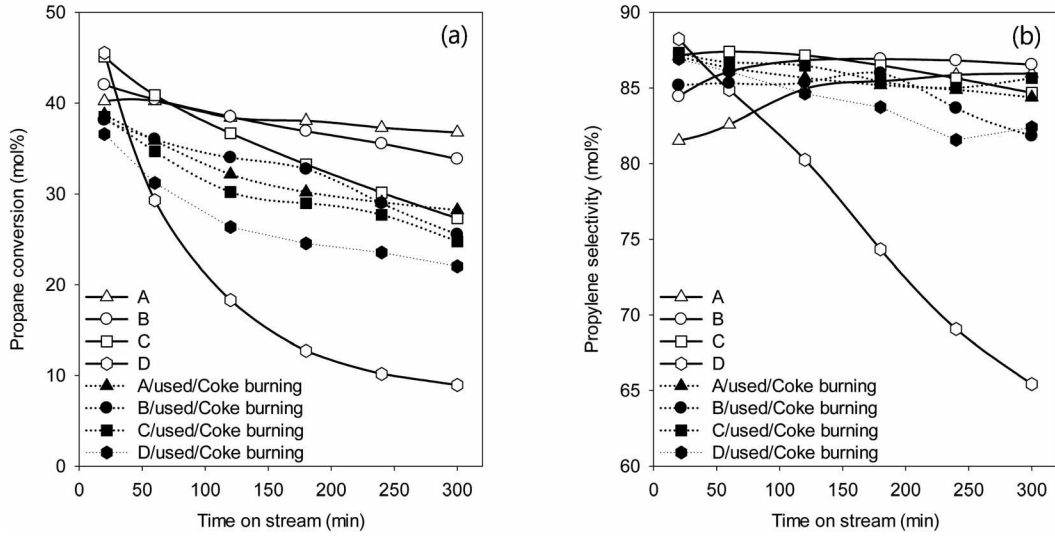 (a)
Propane conversion (mol%)
50
40
30
20
10
0
A
B
C
D
A/used/Coke burning
B/used/Coke burning
C/used/Coke burning
D/used/Coke burning
0 50 100 150 200 250 300
Time on stream (min)
(b)
Propylene selectivity (mol%)
90
85
80
75
70
65
60
A
B
C
D
A/used/Coke burning
B/used/Coke burning
C/used/Coke burning
D/used/Coke burning
0 50 100 150 200 250 300
Time on stream (min)